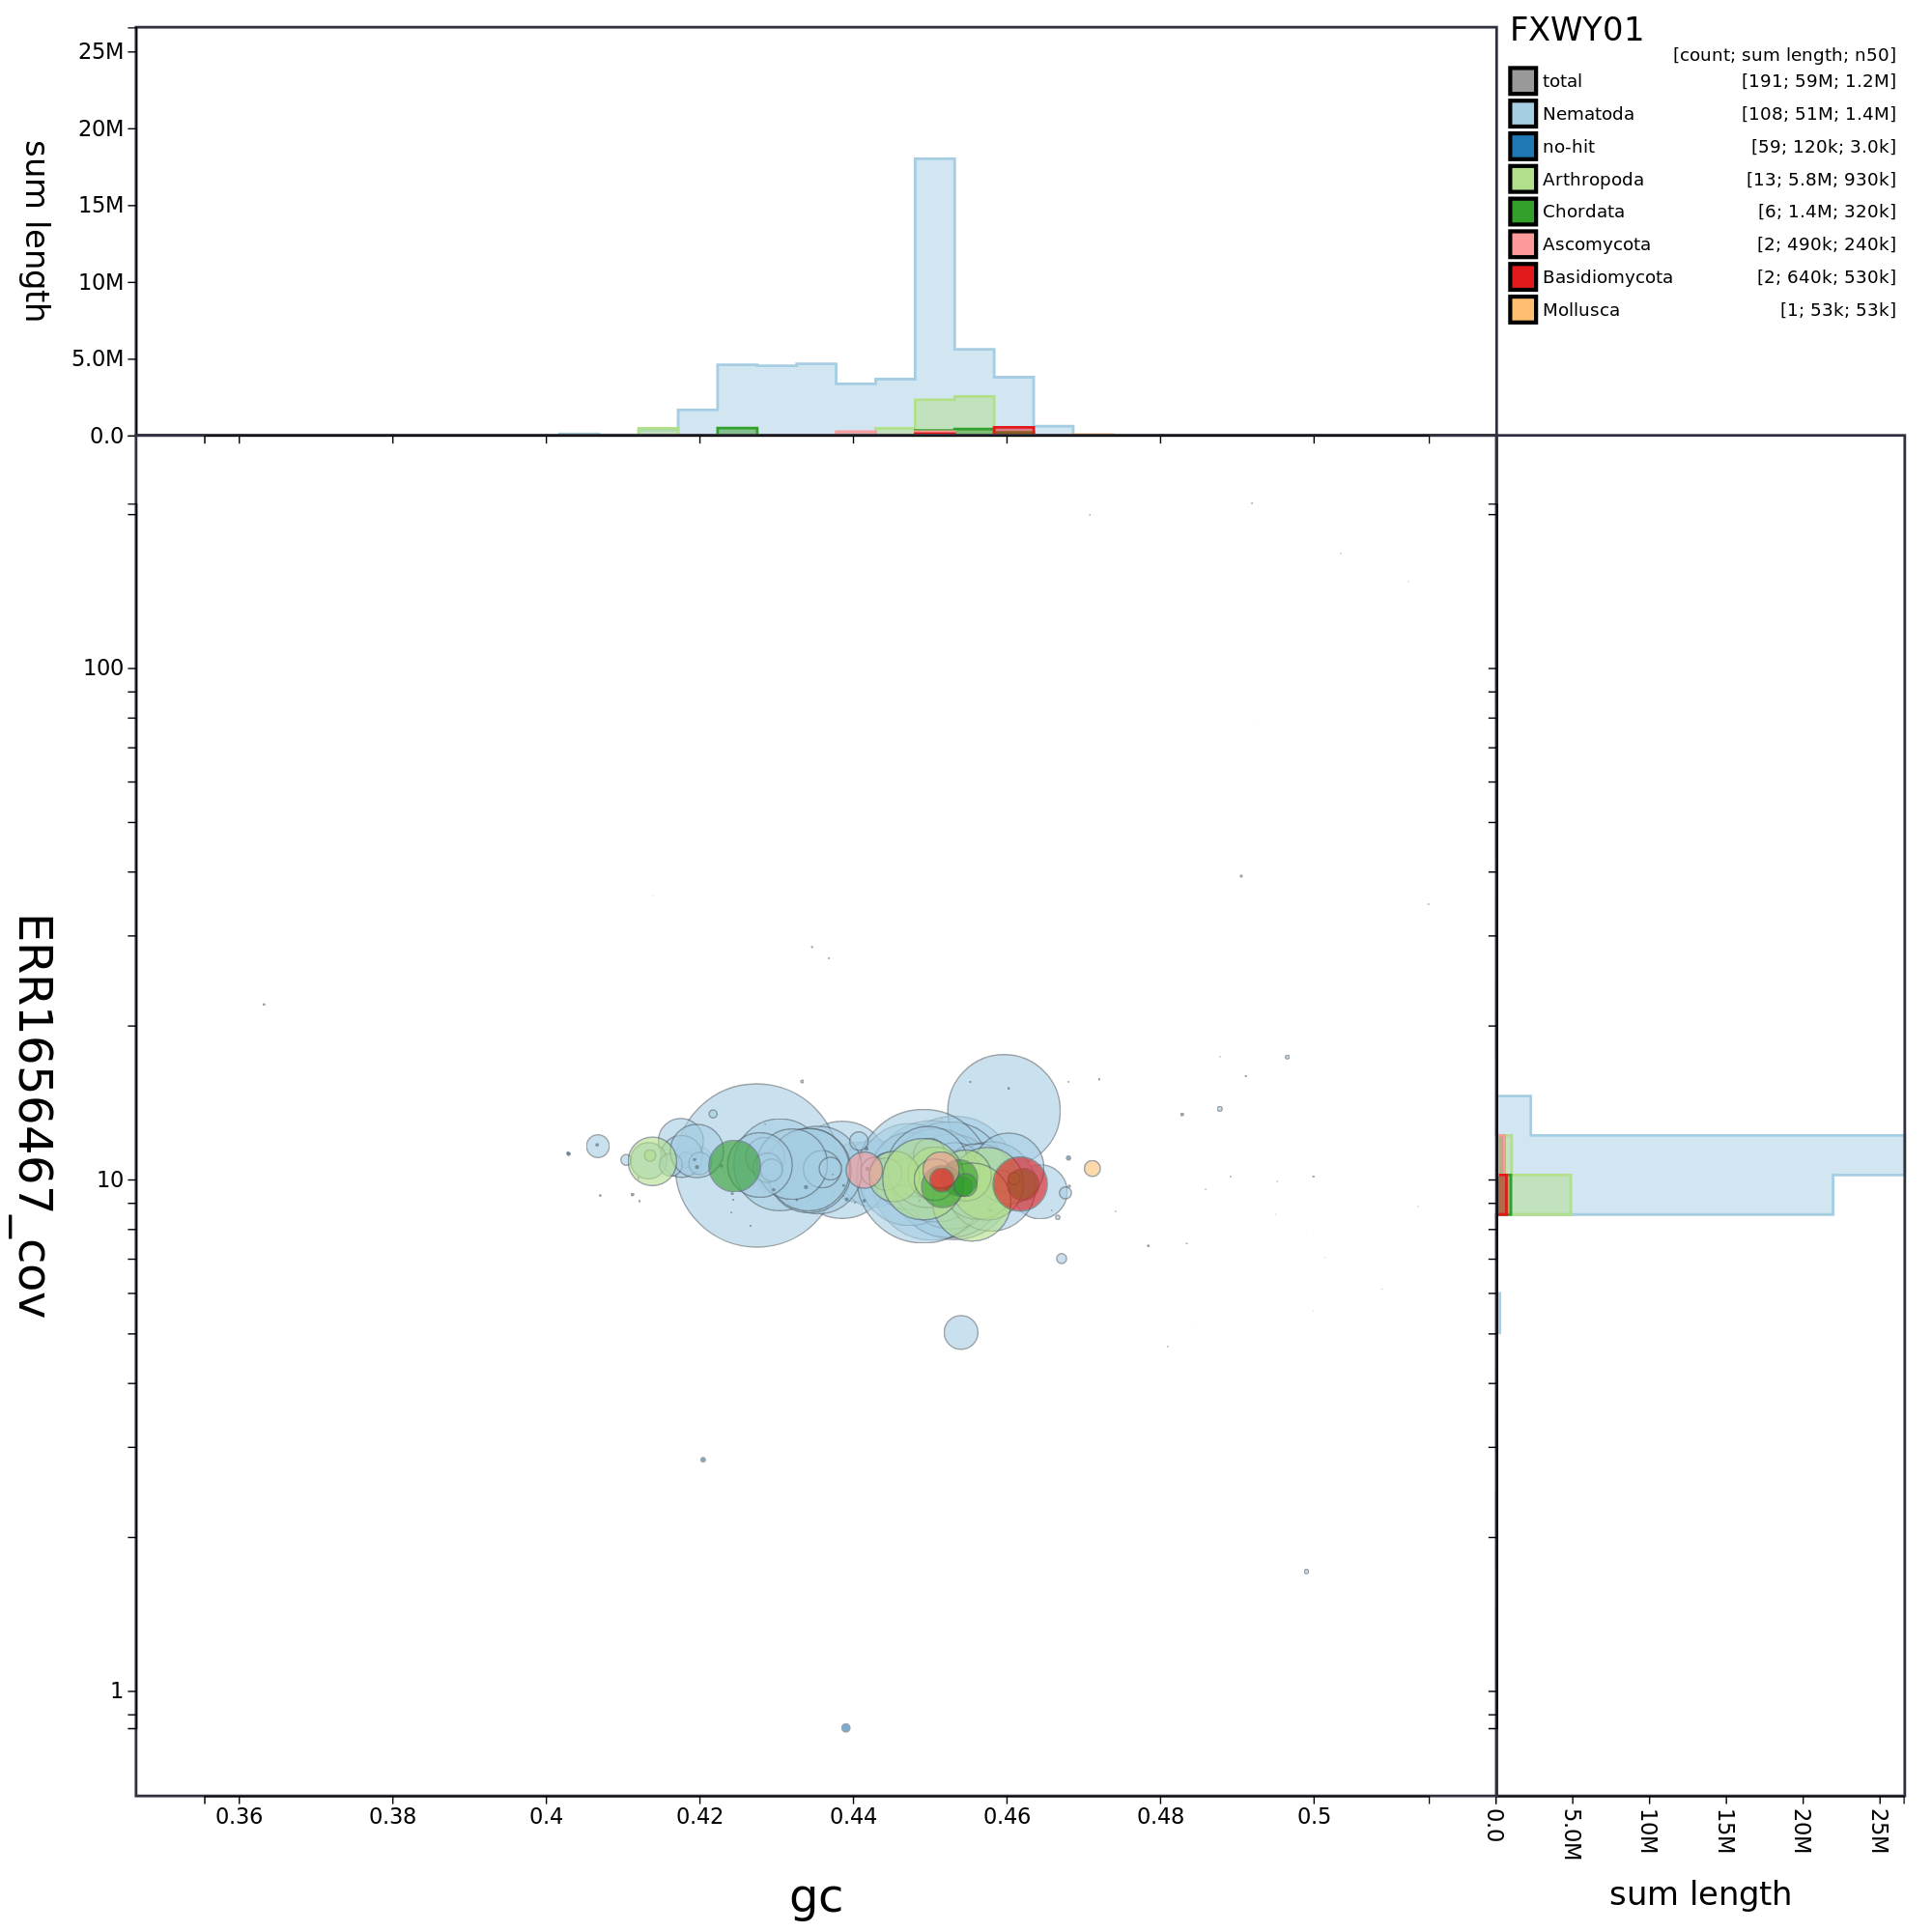 FXWY01
[count; sum length; n50]
total [191; 59M; 1.2M]
Nematoda [108; 51M; 1.4M]
no-hit [59; 120k; 3.0k]
Arthropoda [13; 5.8M; 930k]
Chordata [6; 1.4M; 320k]
Ascomycota [2; 490k; 240k]
Basidiomycota [2; 640k; 530k]
Mollusca [1; 53k; 53k]
sum length
25M
20M
15M
10M
5.0M
0.0
ERR1656467_cov
100
10
1
0.36 0.38 0.4 0.42 0.44 0.46 0.48 0.5
gc
0.0 5.0M 10M 15M 20M 25M
sum length